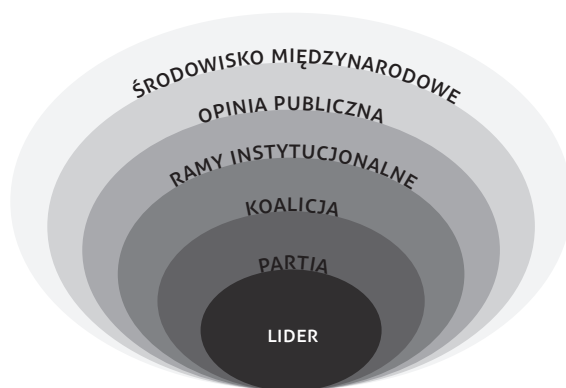 ŚRODOWISKO MIĘDZYNARODOWE
OPINIA PUBLICZNA
RAMY INSTYTUCJONALNE
KOALICJA
PARTIA
LIDER